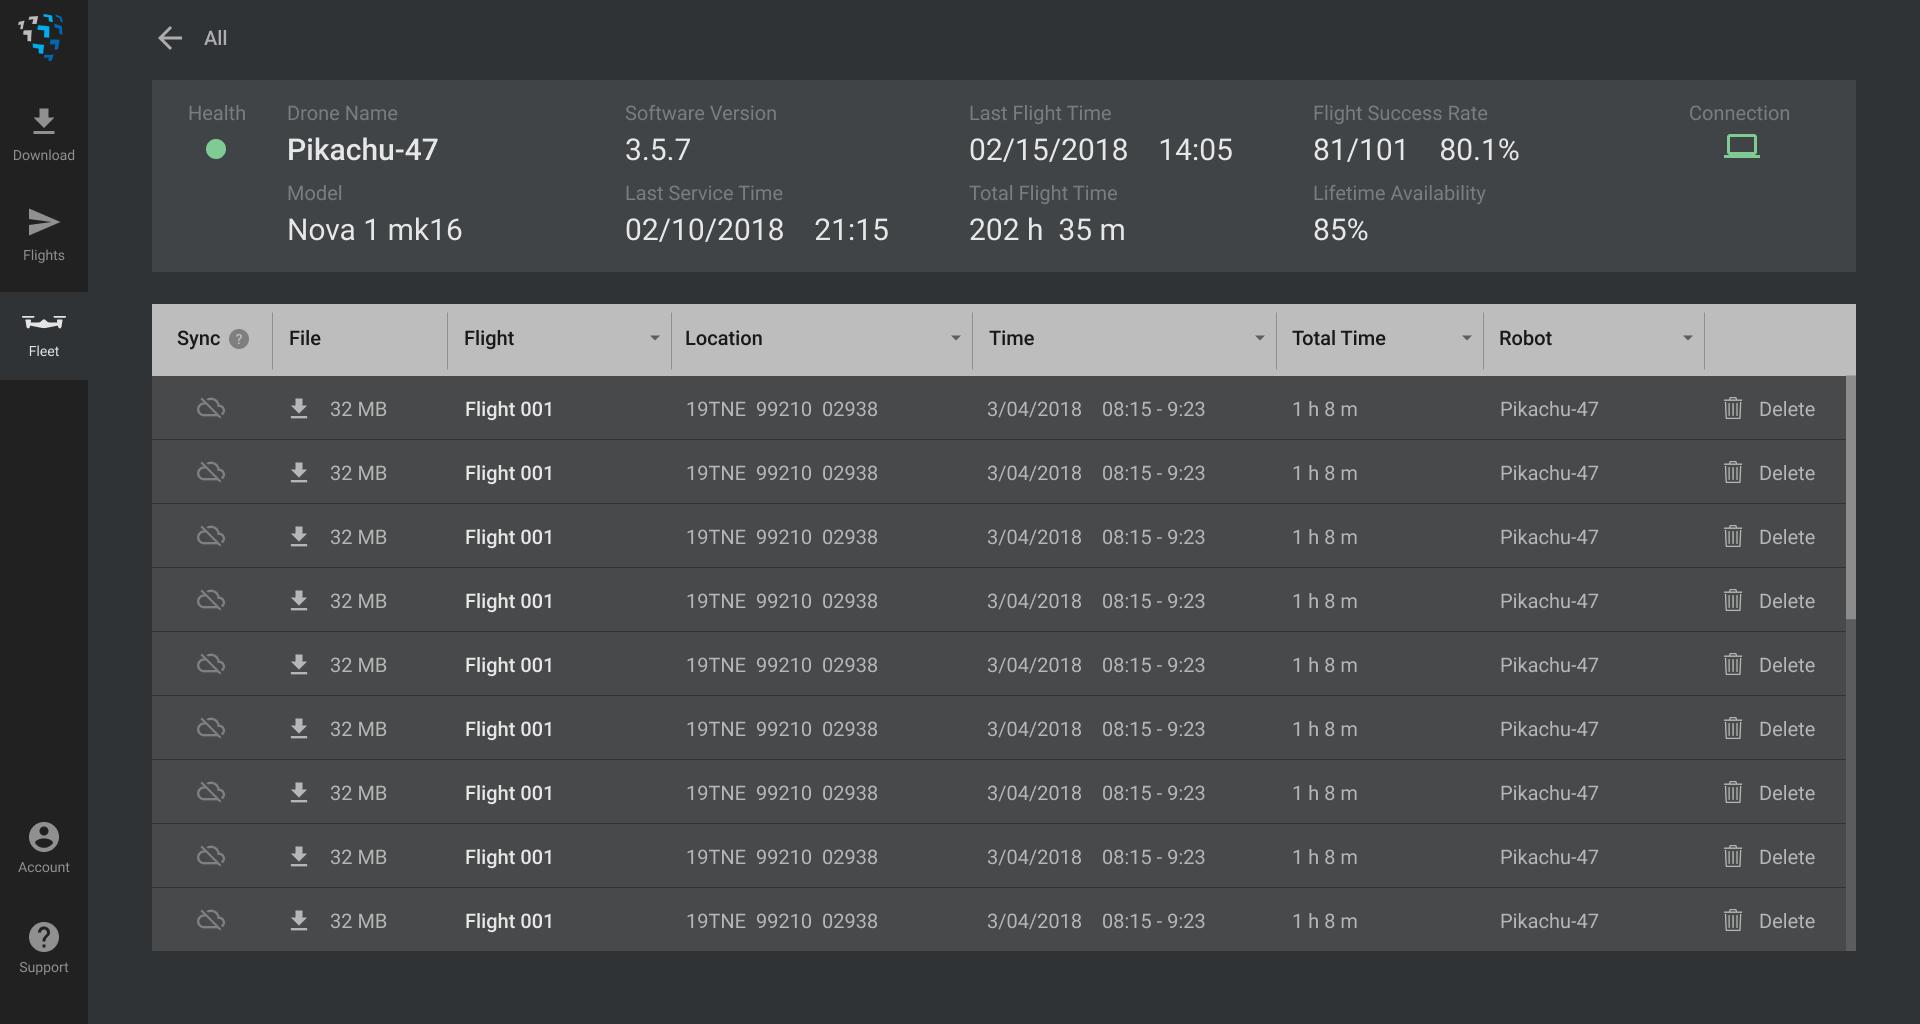 All
Download
Flights
Fleet
Account
Support
Health Drone Name Software Version Last Flight Time Flight Success Rate Connection
Pikachu-47 3.5.7 02/15/2018 14:05 81/101 80.1%
Model Last Service Time Total Flight Time Lifetime Availability
Nova 1 mk16 02/10/2018 21:15 202 h 35 m 85%
Sync ? File Flight Location Time Total Time Robot
32 MB Flight 001 19TNE 99210 02938 3/04/2018 08:15 - 9:23 1 h 8 m Pikachu-47 Delete
32 MB Flight 001 19TNE 99210 02938 3/04/2018 08:15 - 9:23 1 h 8 m Pikachu-47 Delete
32 MB Flight 001 19TNE 99210 02938 3/04/2018 08:15 - 9:23 1 h 8 m Pikachu-47 Delete
32 MB Flight 001 19TNE 99210 02938 3/04/2018 08:15 - 9:23 1 h 8 m Pikachu-47 Delete
32 MB Flight 001 19TNE 99210 02938 3/04/2018 08:15 - 9:23 1 h 8 m Pikachu-47 Delete
32 MB Flight 001 19TNE 99210 02938 3/04/2018 08:15 - 9:23 1 h 8 m Pikachu-47 Delete
32 MB Flight 001 19TNE 99210 02938 3/04/2018 08:15 - 9:23 1 h 8 m Pikachu-47 Delete
32 MB Flight 001 19TNE 99210 02938 3/04/2018 08:15 - 9:23 1 h 8 m Pikachu-47 Delete
32 MB Flight 001 19TNE 99210 02938 3/04/2018 08:15 - 9:23 1 h 8 m Pikachu-47 Delete